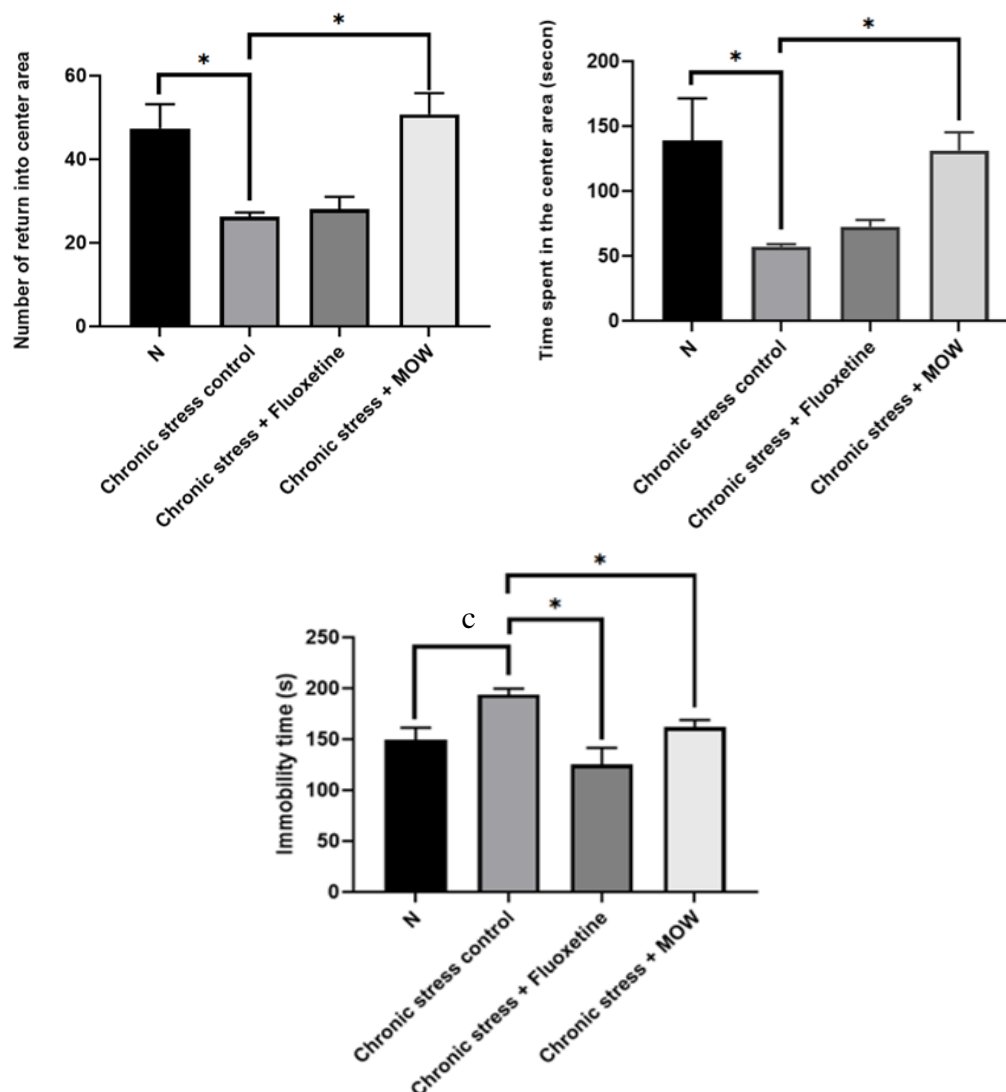 *
*
Number of return into center area
60
40
20
0
N
Chronic stress control
Chronic stress + Fluoxetine
Chronic stress + MOW
*
*
Time spent in the center area (secon)
200
150
100
50
0
N
Chronic stress control
Chronic stress + Fluoxetine
Chronic stress + MOW
*
*
c
Immobility time (s)
250
200
150
100
50
0
N
Chronic stress control
Chronic stress + Fluoxetine
Chronic stress + MOW